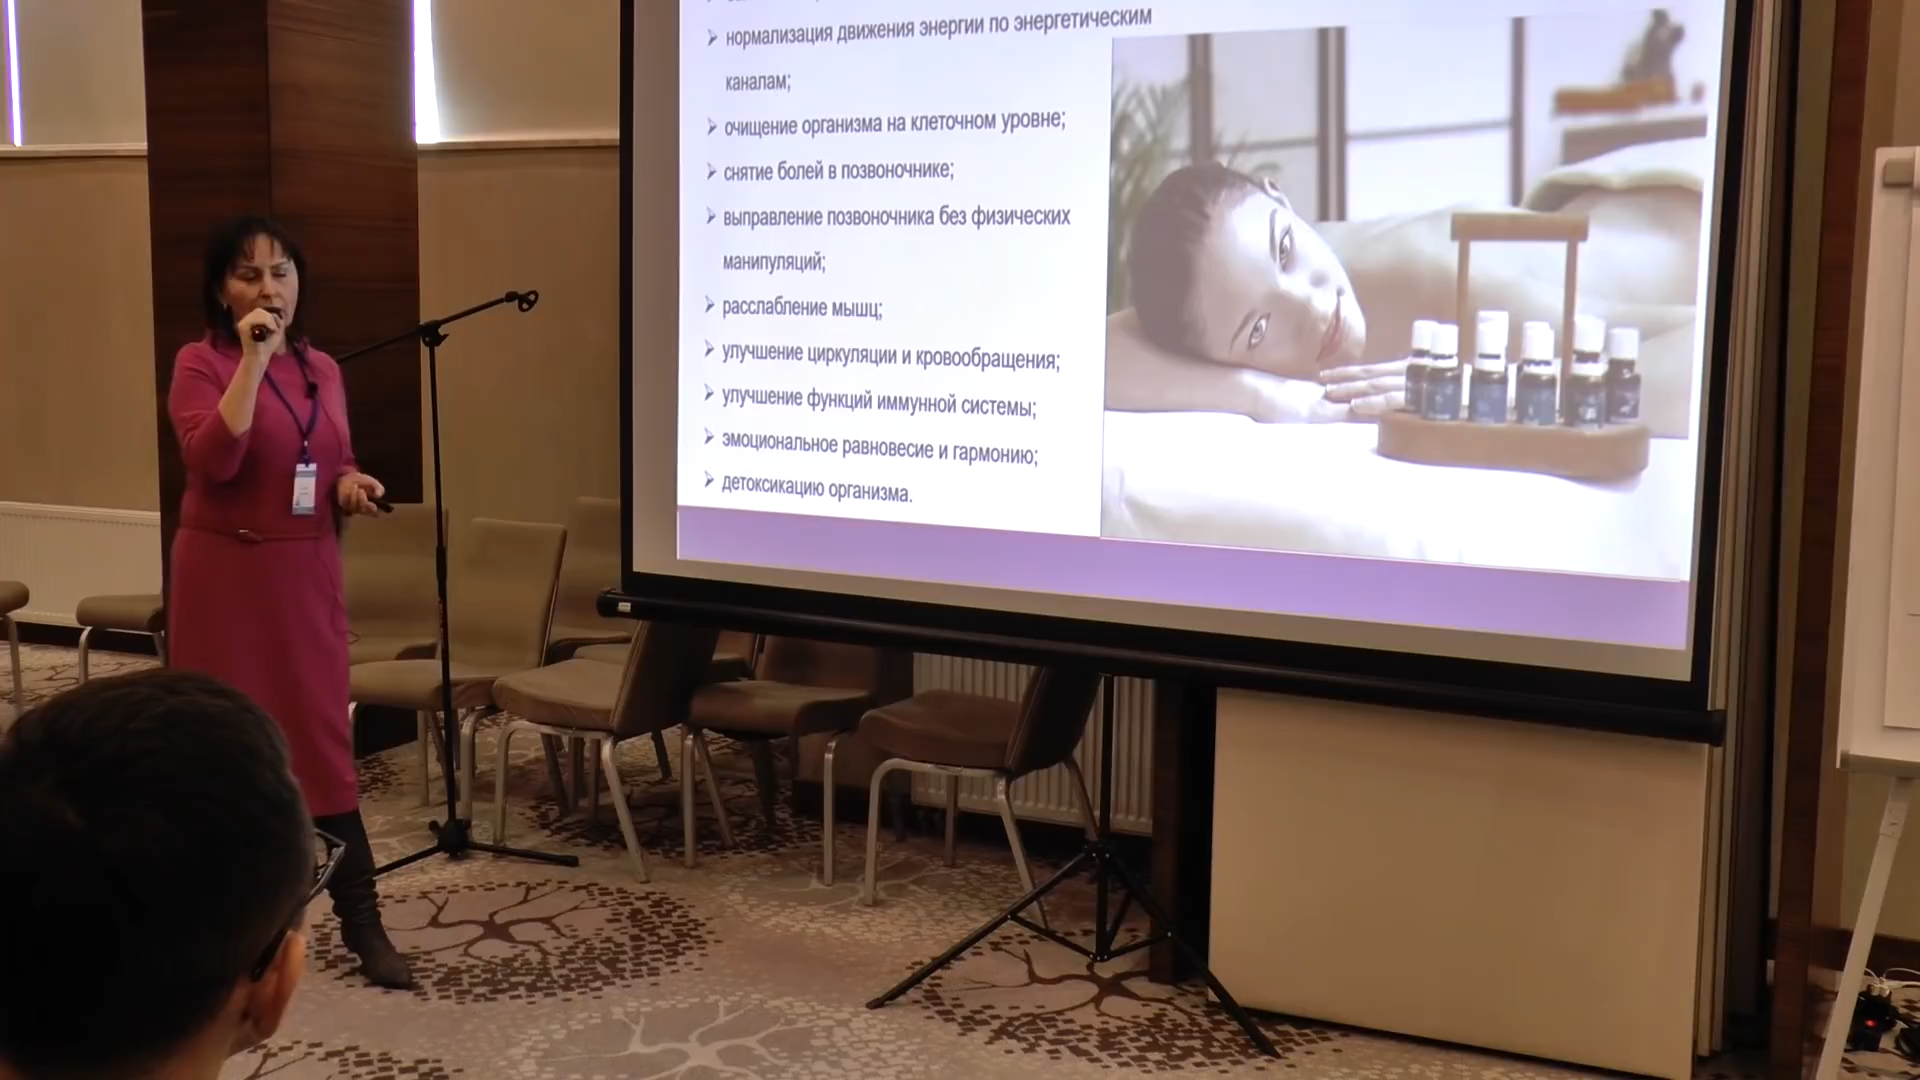 нормализация движения энергии по энергетическим
каналам;
очищение организма на клеточном уровне;
снятие болей в позвоночнике;
выправление позвоночника без физических
манипуляций;
расслабление мышц;
улучшение циркуляции и кровообращения;
улучшение функций иммунной системы;
эмоциональное равновесие и гармонию;
детоксикацию организма.